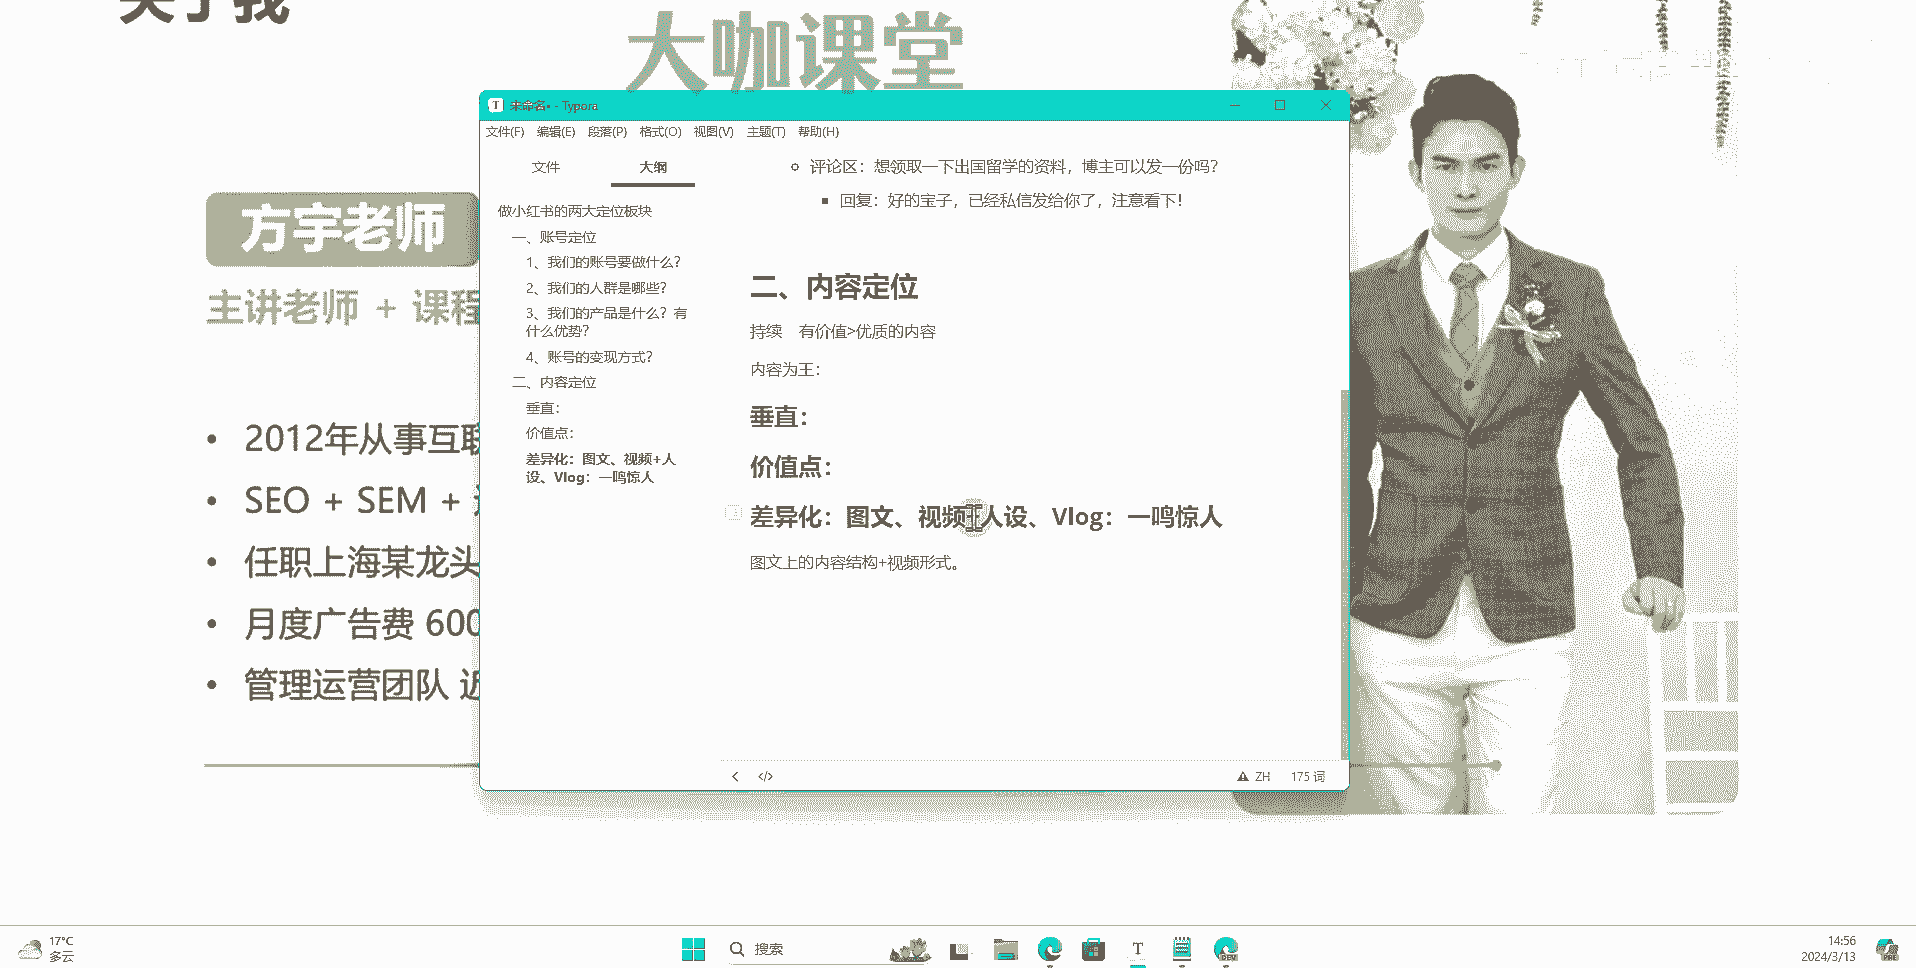 关于我
大咖课堂
方宇老师
主讲老师 + 课程
2012年从事互联
SEO + SEM +
任职上海某龙头
月度广告费 600
管理运营团队 近
未命名• - Typora
文件(F) 编辑(E) 段落(P) 格式(O) 视图(V) 主题(T) 帮助(H)
文件 大纲
做小红书的两大定位板块
一、账号定位
1、我们的账号要做什么？
2、我们的人群是哪些？
3、我们的产品是什么？有
什么优势？
4、账号的变现方式？
二、内容定位
垂直：
价值点：
差异化：图文、视频+人
设、Vlog：一鸣惊人
评论区：想领取一下出国留学的资料，博主可以发一份吗？
回复：好的宝子，已经私信发给你了，注意看下！
二、内容定位
持续 有价值>优质的内容
内容为王：
垂直：
价值点：
差异化：图文、视频+人设、Vlog：一鸣惊人
图文上的内容结构+视频形式。
ZH 175 词
17°C
多云
搜索
T
DEV
14:56
2024/3/13
PRE